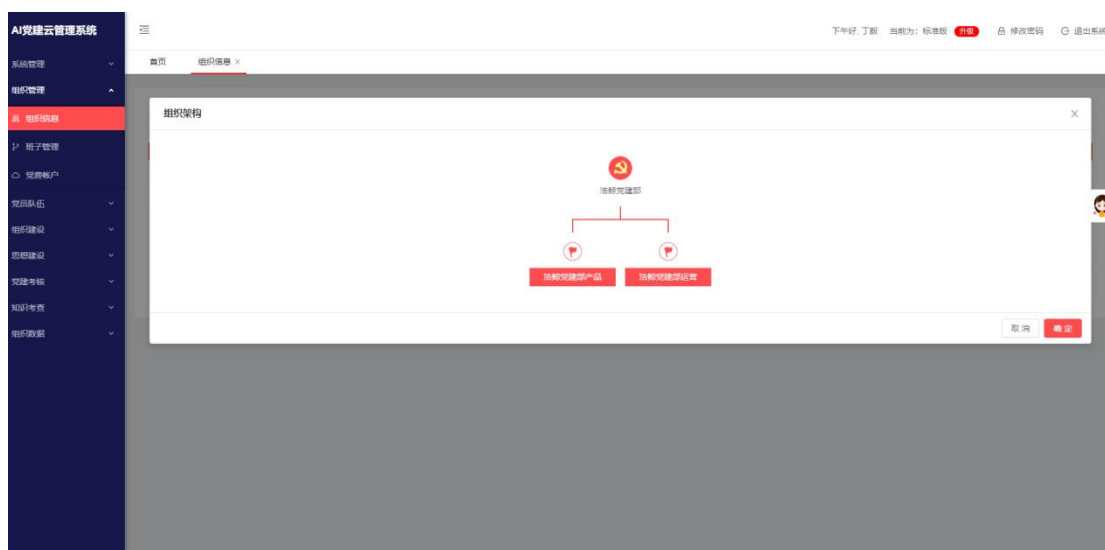 AI党建云管理系统
下午好, 丁毅 当前为: 标准版 升级 修改密码 退出系统
系统管理
首页 组织信息 ×
组织管理
组织架构
组织信息
班子管理
党费帐户
浩鲸党建部
党员队伍
组织建设
思想建设
浩鲸党建部产品 浩鲸党建部运营
党建考核
知识考查
组织数据
取消 确定